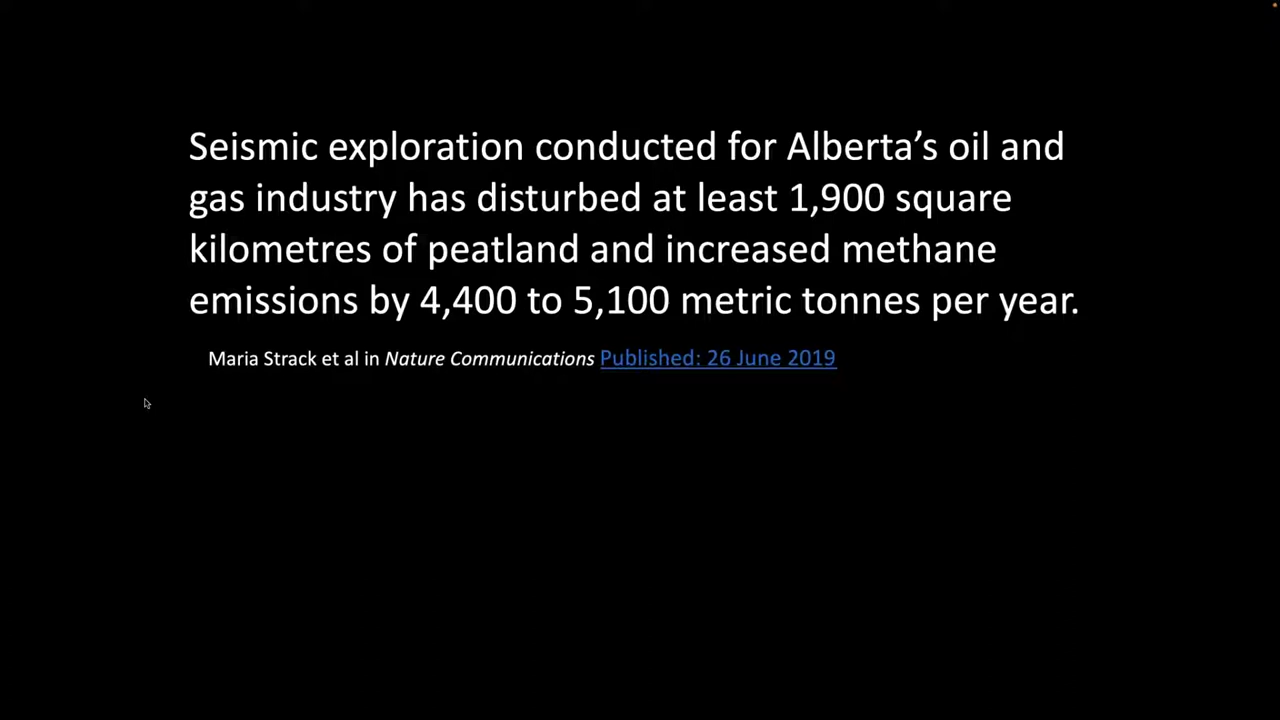 Seismic exploration conducted for Alberta’s oil and
gas industry has disturbed at least 1,900 square
kilometres of peatland and increased methane
emissions by 4,400 to 5,100 metric tonnes per year.
Maria Strack et al in Nature Communications Published: 26 June 2019